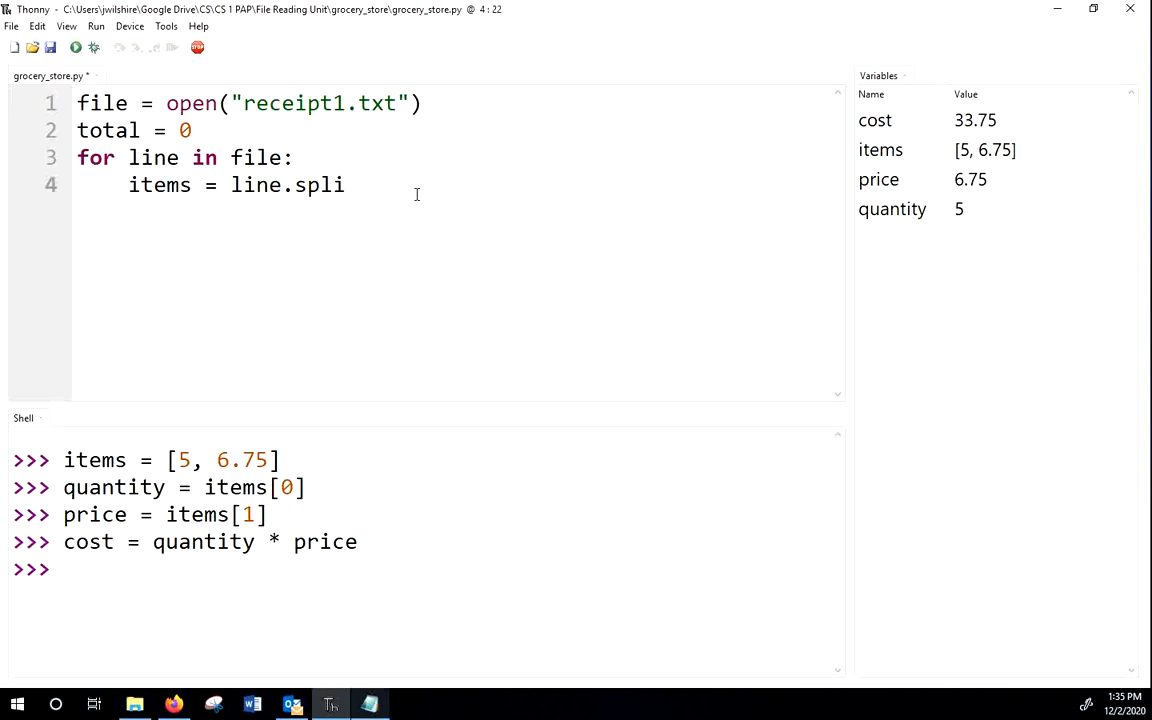 Thonny - C:\Users\jwilshire\Google Drive\CS\CS 1 PAP\File Reading Unit\grocery_store\grocery_store.py @ 4:22
File Edit View Run Device Tools Help
STOP
grocery_store.py *
1 file = open("receipt1.txt")
2 total = 0
3 for line in file:
4 items = line.spli
Variables
Name Value
cost 33.75
items [5, 6.75]
price 6.75
quantity 5
Shell
>>> items = [5, 6.75]
>>> quantity = items[0]
>>> price = items[1]
>>> cost = quantity * price
>>>
1:35 PM
12/2/2020